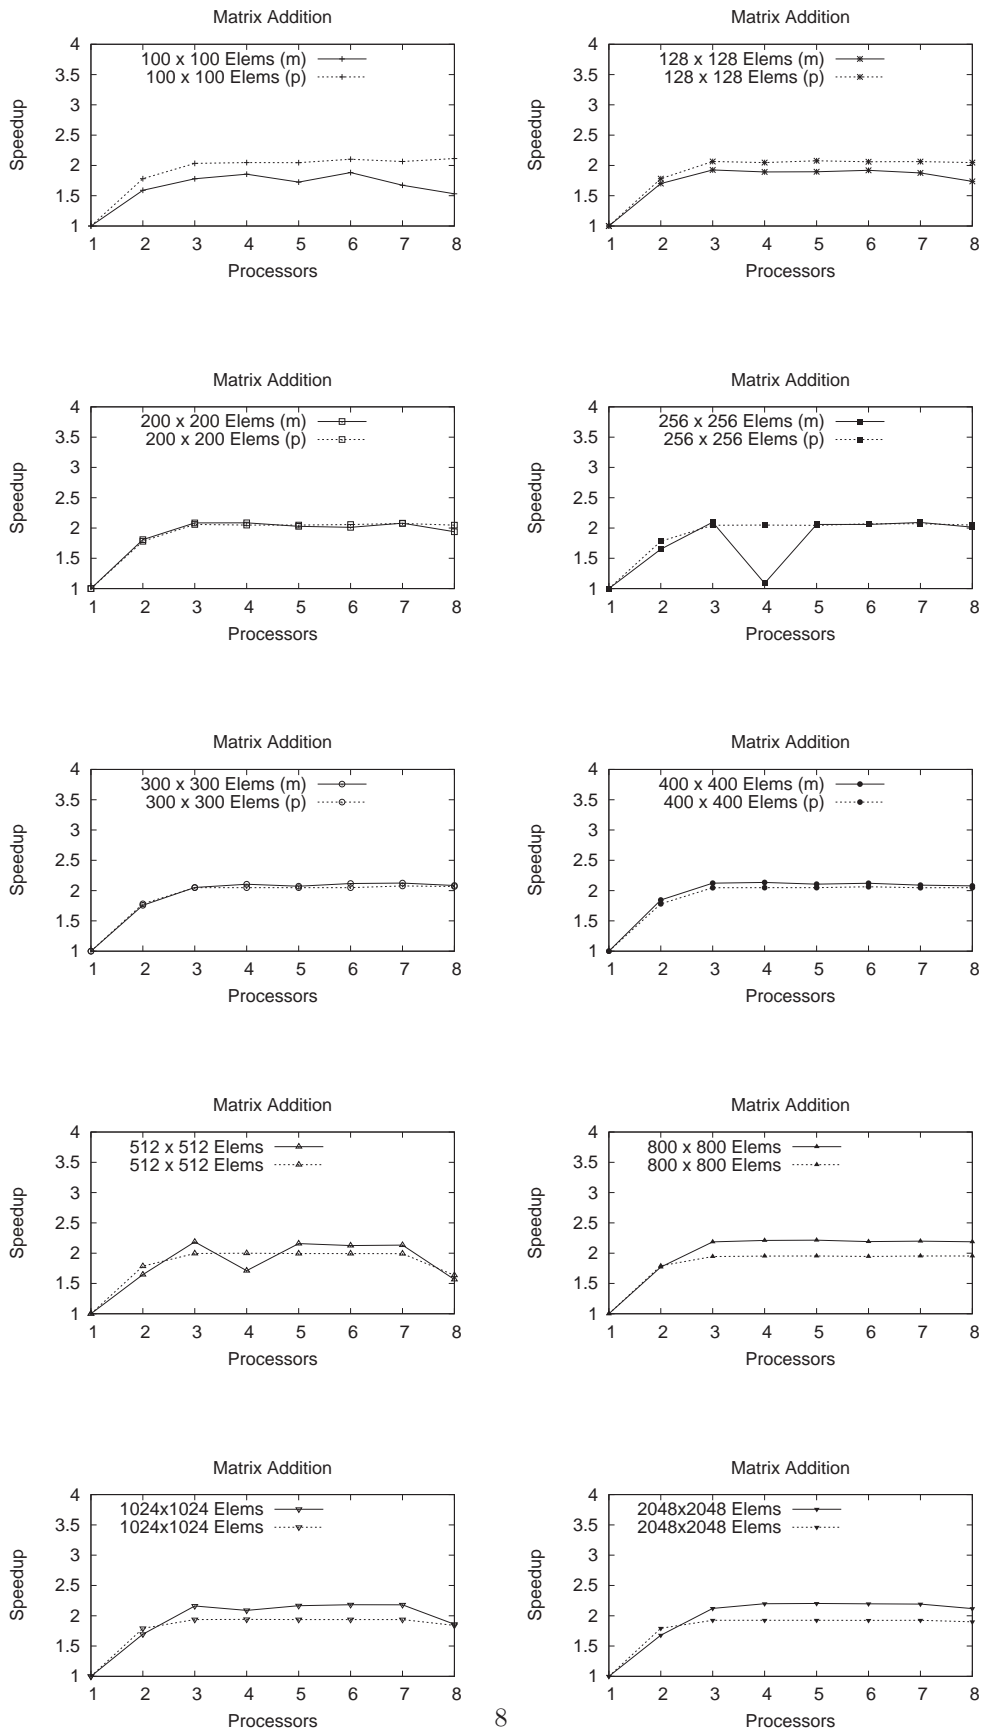 Matrix Addition
4
3.5
3
2.5
2
1.5
1
Speedup
100 x 100 Elems (m)
100 x 100 Elems (p)
1 2 3 4 5 6 7 8
Processors
Matrix Addition
4
3.5
3
2.5
2
1.5
1
Speedup
128 x 128 Elems (m)
128 x 128 Elems (p)
1 2 3 4 5 6 7 8
Processors
Matrix Addition
4
3.5
3
2.5
2
1.5
1
Speedup
200 x 200 Elems (m)
200 x 200 Elems (p)
1 2 3 4 5 6 7 8
Processors
Matrix Addition
4
3.5
3
2.5
2
1.5
1
Speedup
256 x 256 Elems (m)
256 x 256 Elems (p)
1 2 3 4 5 6 7 8
Processors
Matrix Addition
4
3.5
3
2.5
2
1.5
1
Speedup
300 x 300 Elems (m)
300 x 300 Elems (p)
1 2 3 4 5 6 7 8
Processors
Matrix Addition
4
3.5
3
2.5
2
1.5
1
Speedup
400 x 400 Elems (m)
400 x 400 Elems (p)
1 2 3 4 5 6 7 8
Processors
Matrix Addition
4
3.5
3
2.5
2
1.5
1
Speedup
512 x 512 Elems
512 x 512 Elems
1 2 3 4 5 6 7 8
Processors
Matrix Addition
4
3.5
3
2.5
2
1.5
1
Speedup
800 x 800 Elems
800 x 800 Elems
1 2 3 4 5 6 7 8
Processors
Matrix Addition
4
3.5
3
2.5
2
1.5
1
Speedup
1024x1024 Elems
1024x1024 Elems
1 2 3 4 5 6 7 8
Processors
Matrix Addition
4
3.5
3
2.5
2
1.5
1
Speedup
2048x2048 Elems
2048x2048 Elems
1 2 3 4 5 6 7 8
Processors
8